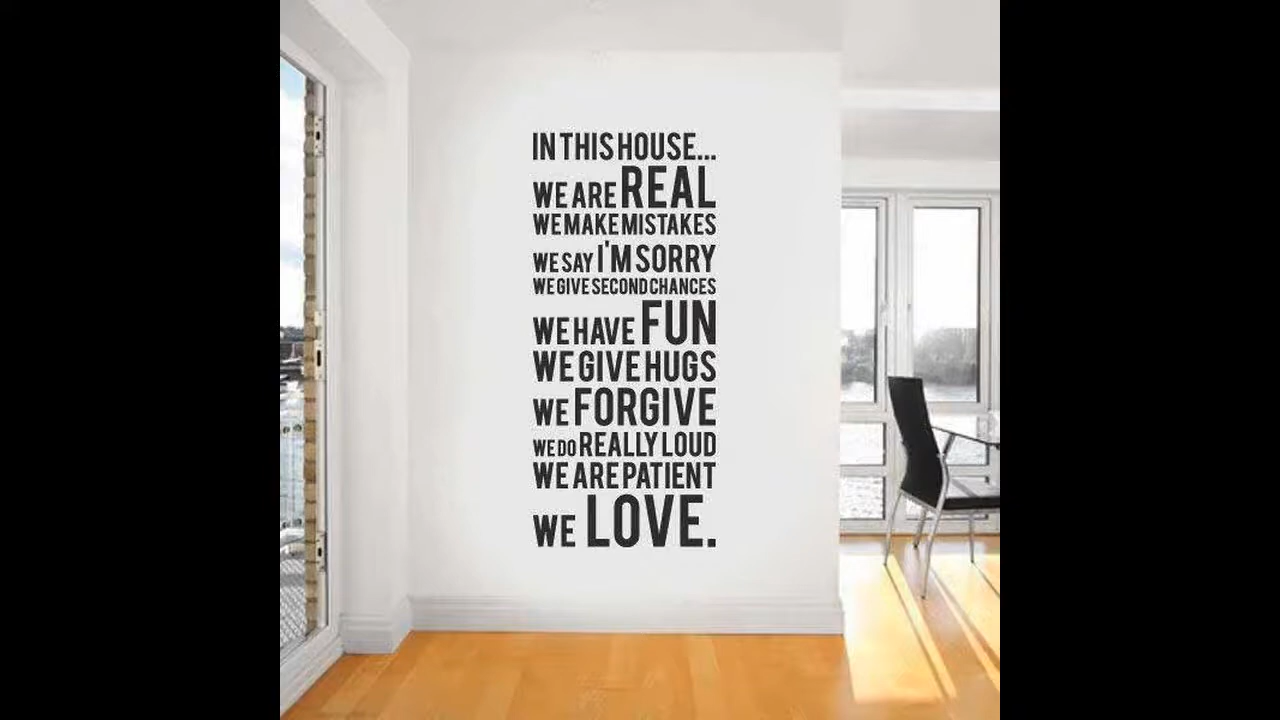 IN THIS HOUSE...
WE ARE REAL
WE MAKE MISTAKES
WE SAY I'M SORRY
WE GIVE SECOND CHANCES
WE HAVE FUN
WE GIVE HUGS
WE FORGIVE
WE DO REALLY LOUD
WE ARE PATIENT
WE LOVE.